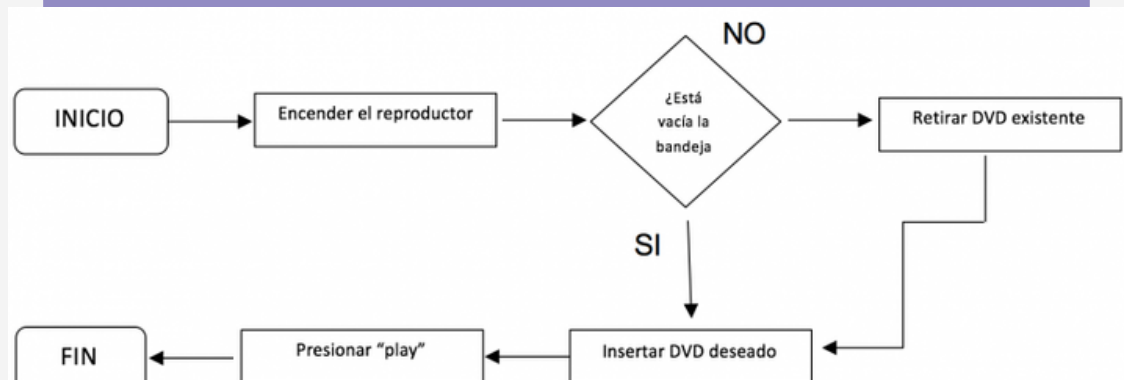 NO
INICIO
Encender el reproductor
¿Está
vacía la
bandeja
Retirar DVD existente
SI
FIN
Presionar “play”
Insertar DVD deseado